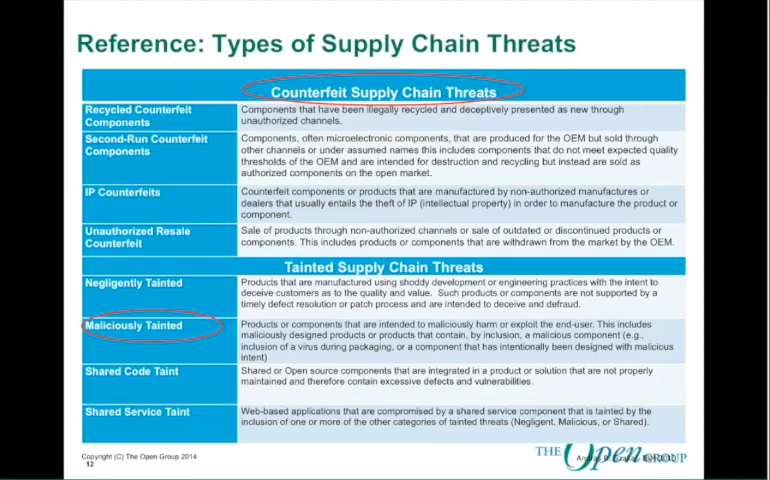 Reference: Types of Supply Chain Threats
Counterfeit Supply Chain Threats
Recycled Counterfeit
Components
Components that have been illegally recycled and deceptively presented as new through
unauthorized channels.
Second-Run Counterfeit
Components
Components, often microelectronic components, that are produced for the OEM but sold through
other channels or under assumed names this includes components that do not meet expected quality
thresholds of the OEM and are intended for destruction and recycling but instead are sold as
authorized components on the open market.
IP Counterfeits
Counterfeit components or products that are manufactured by non-authorized manufactures or
dealers that usually entails the theft of IP (intellectual property) in order to manufacture the product or
component.
Unauthorized Resale
Counterfeit
Sale of products through non-authorized channels or sale of outdated or discontinued products or
components. This includes products or components that are withdrawn from the market by the OEM.
Tainted Supply Chain Threats
Negligently Tainted
Products that are manufactured using shoddy development or engineering practices with the intent to
deceive customers as to the quality and value.  Such products or components are not supported by a
timely defect resolution or patch process and are intended to deceive and defraud.
Maliciously Tainted
Products or components that are intended to maliciously harm or exploit the end-user. This includes
maliciously designed products or products that contain, by inclusion, a malicious component (e.g.,
inclusion of a virus during packaging, or a component that has intentionally been designed with malicious
intent)
Shared Code Taint
Shared or Open source components that are integrated in a product or solution that are not properly
maintained and therefore contain excessive defects and vulnerabilities.
Shared Service Taint
Web-based applications that are compromised by a shared service component that is tainted by the
inclusion of one or more of the other categories of tainted threats (Negligent, Malicious, or Shared).
Copyright (C) The Open Group 2014
12
THE Open GROUP